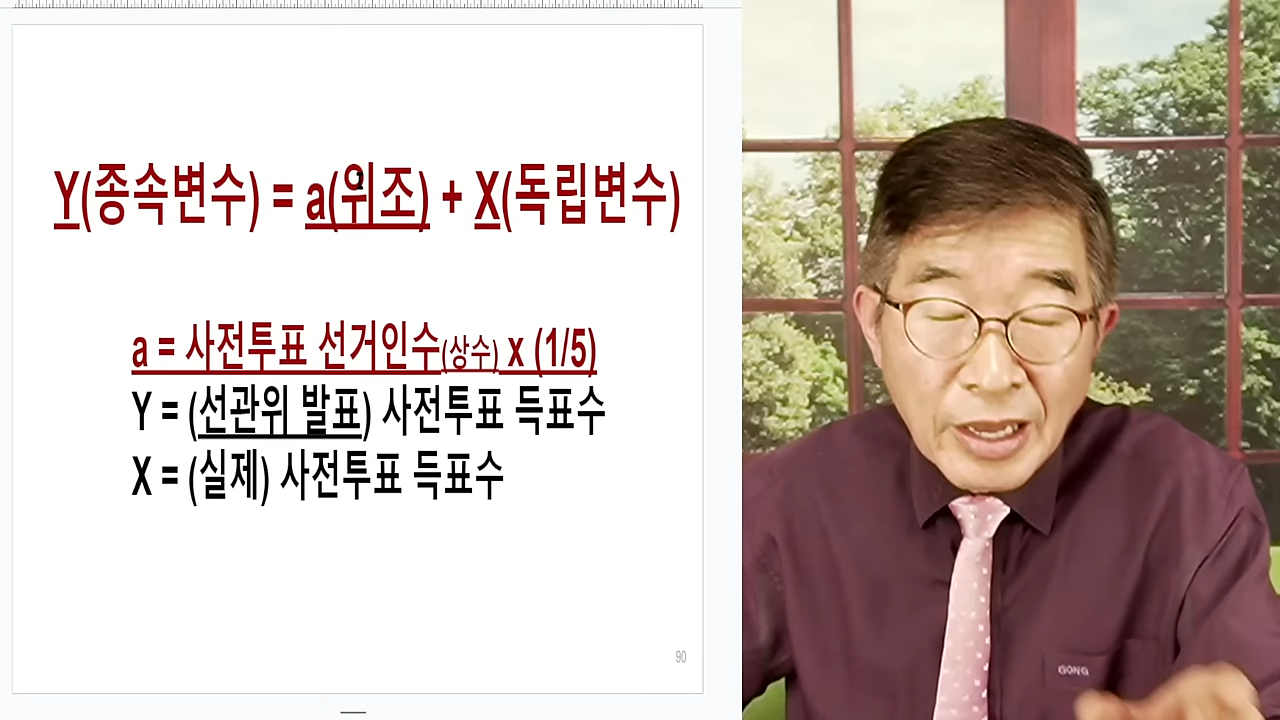 Y(종속변수) = a(위조) + X(독립변수)
a = 사전투표 선거인수(상수) x (1/5)
Y = (선관위 발표) 사전투표 득표수
X = (실제) 사전투표 득표수
90
GONG